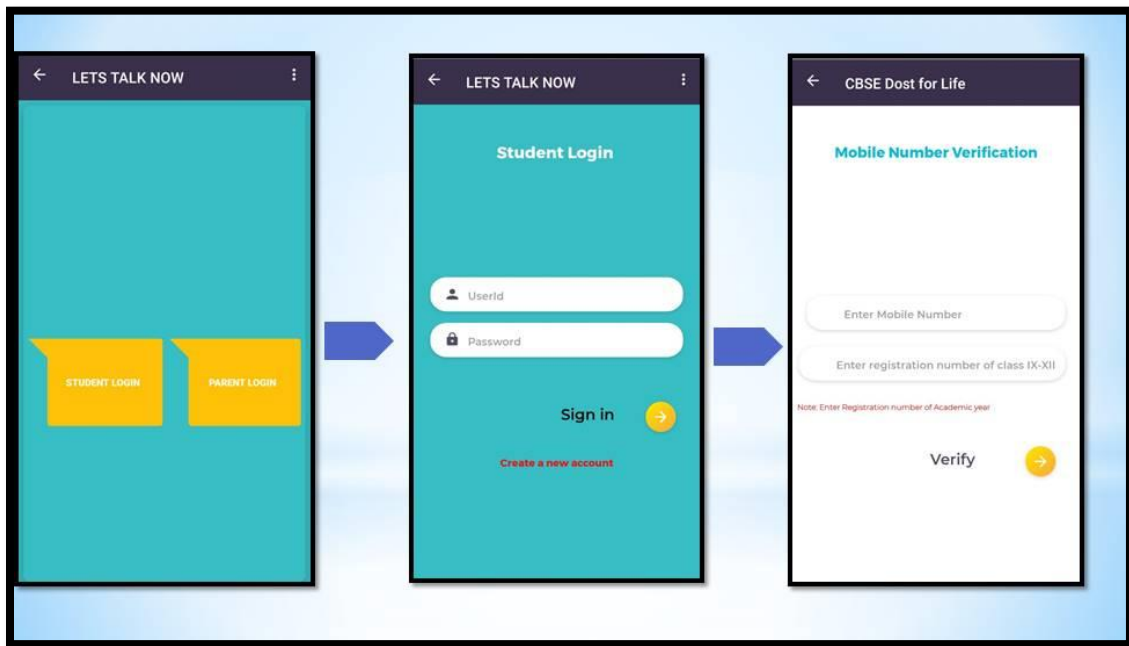 LETS TALK NOW
STUDENT LOGIN
PARENT LOGIN
LETS TALK NOW
Student Login
UserId
Password
Sign in
Create a new account
CBSE Dost for Life
Mobile Number Verification
Enter Mobile Number
Enter registration number of class IX-XII
Note: Enter Registration number of Academic year
Verify